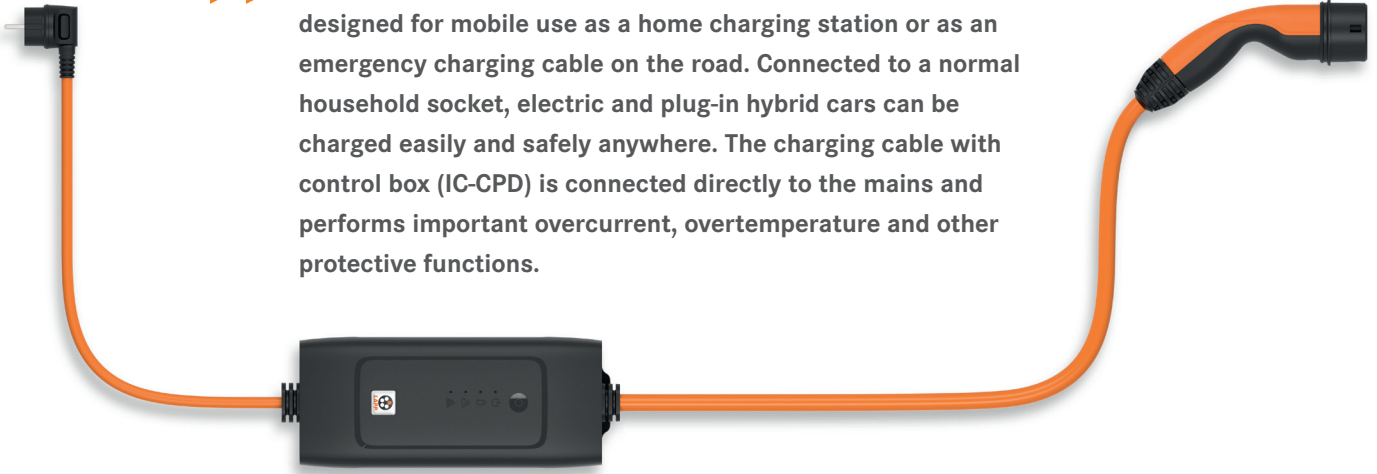 designed for mobile use as a home charging station or as an
emergency charging cable on the road. Connected to a normal
household socket, electric and plug-in hybrid cars can be
charged easily and safely anywhere. The charging cable with
control box (IC-CPD) is connected directly to the mains and
performs important overcurrent, overtemperature and other
protective functions.
LAPP